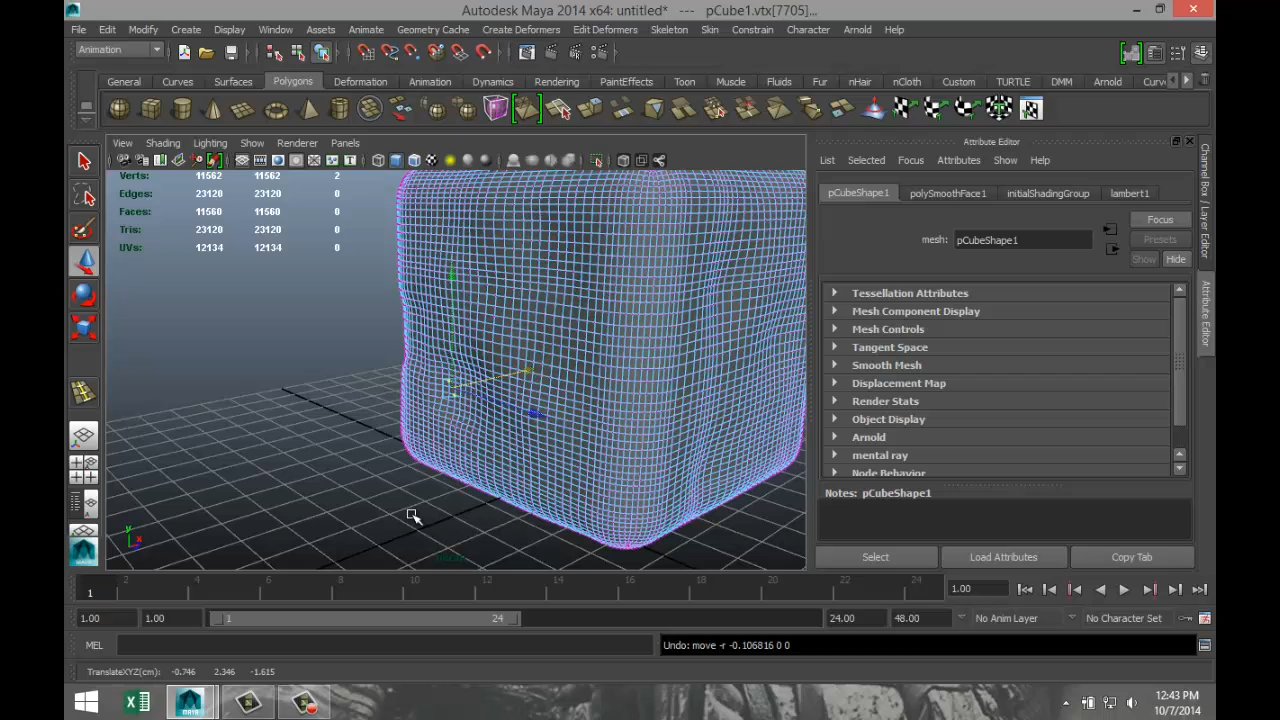 Autodesk Maya 2014 x64: untitled* --- pCube1.vtx[7705]...
File Edit Modify Create Display Window Assets Animate Geometry Cache Create Deformers Edit Deformers Skeleton Skin Constrain Character Arnold Help
Animation
General Curves Surfaces Polygons Deformation Animation Dynamics Rendering PaintEffects Toon Muscle Fluids Fur nHair nCloth Custom TURTLE DMM Arnold Curv
View Shading Lighting Show Renderer Panels
Verts: 11562 11562 2
Edges: 23120 23120 0
Faces: 11560 11560 0
Tris: 23120 23120 0
UVs: 12134 12134 0
y
x
Attribute Editor
List Selected Focus Attributes Show Help
pCubeShape1 polySmoothFace1 initialShadingGroup lambert1
Focus
mesh: pCubeShape1
Presets
Show Hide
Tessellation Attributes
Mesh Component Display
Mesh Controls
Tangent Space
Smooth Mesh
Displacement Map
Render Stats
Object Display
Arnold
mental ray
Node Behavior
Notes: pCubeShape1
Select Load Attributes Copy Tab
Channel Box / Layer Editor
Attribute Editor
2 4 6 8 10 12 14 16 18 20 22 24
1
1.00
1.00 1.00 1 24 24.00 48.00 No Anim Layer No Character Set
MEL Undo: move -r -0.106816 0 0
TranslateXYZ(cm): -0.746 2.346 -1.615
MAYA
12:43 PM
10/7/2014